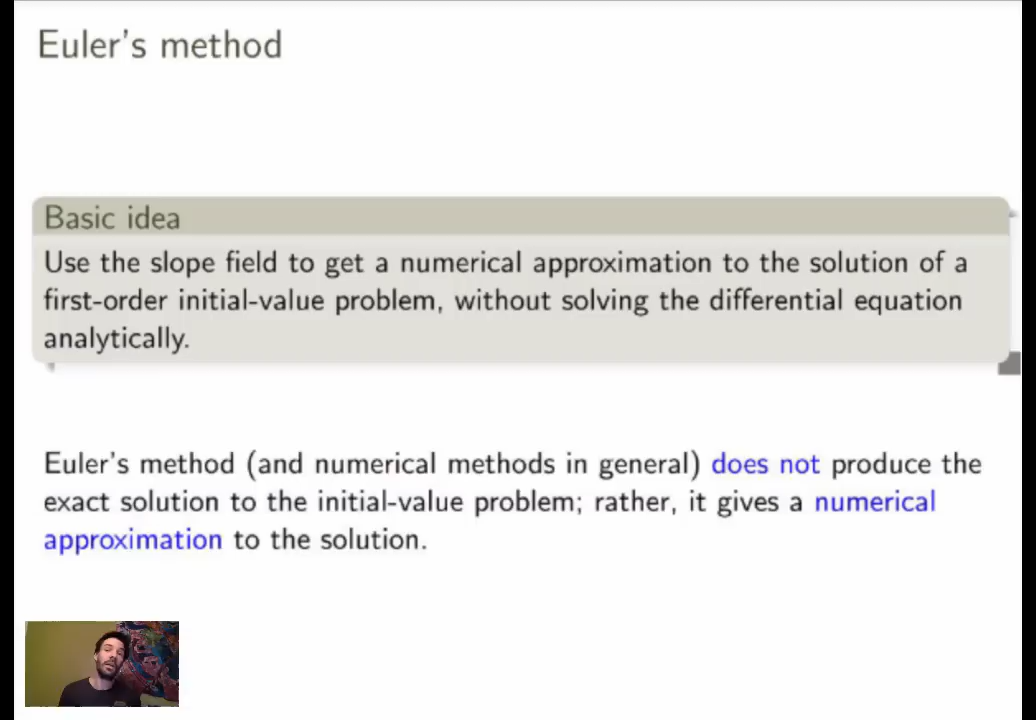 Euler's method
Basic idea
Use the slope field to get a numerical approximation to the solution of a
first-order initial-value problem, without solving the differential equation
analytically.
Euler's method (and numerical methods in general) does not produce the
exact solution to the initial-value problem; rather, it gives a numerical
approximation to the solution.